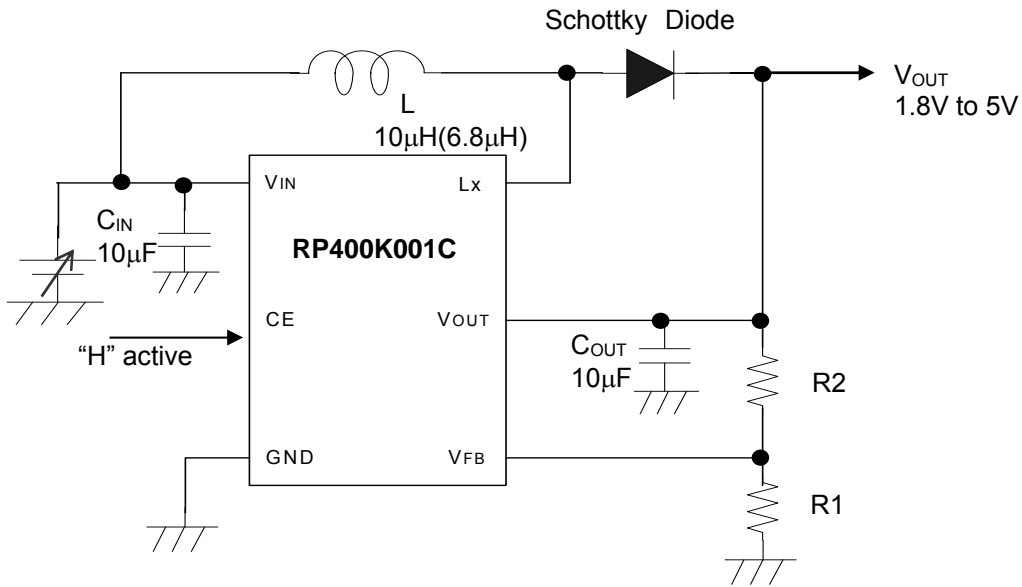 Schottky Diode
VOUT
1.8V to 5V
L
10μH(6.8μH)
VIN
Lx
CIN
10μF
RP400K001C
CE
VOUT
"H" active
COUT
10μF
R2
GND
VFB
R1